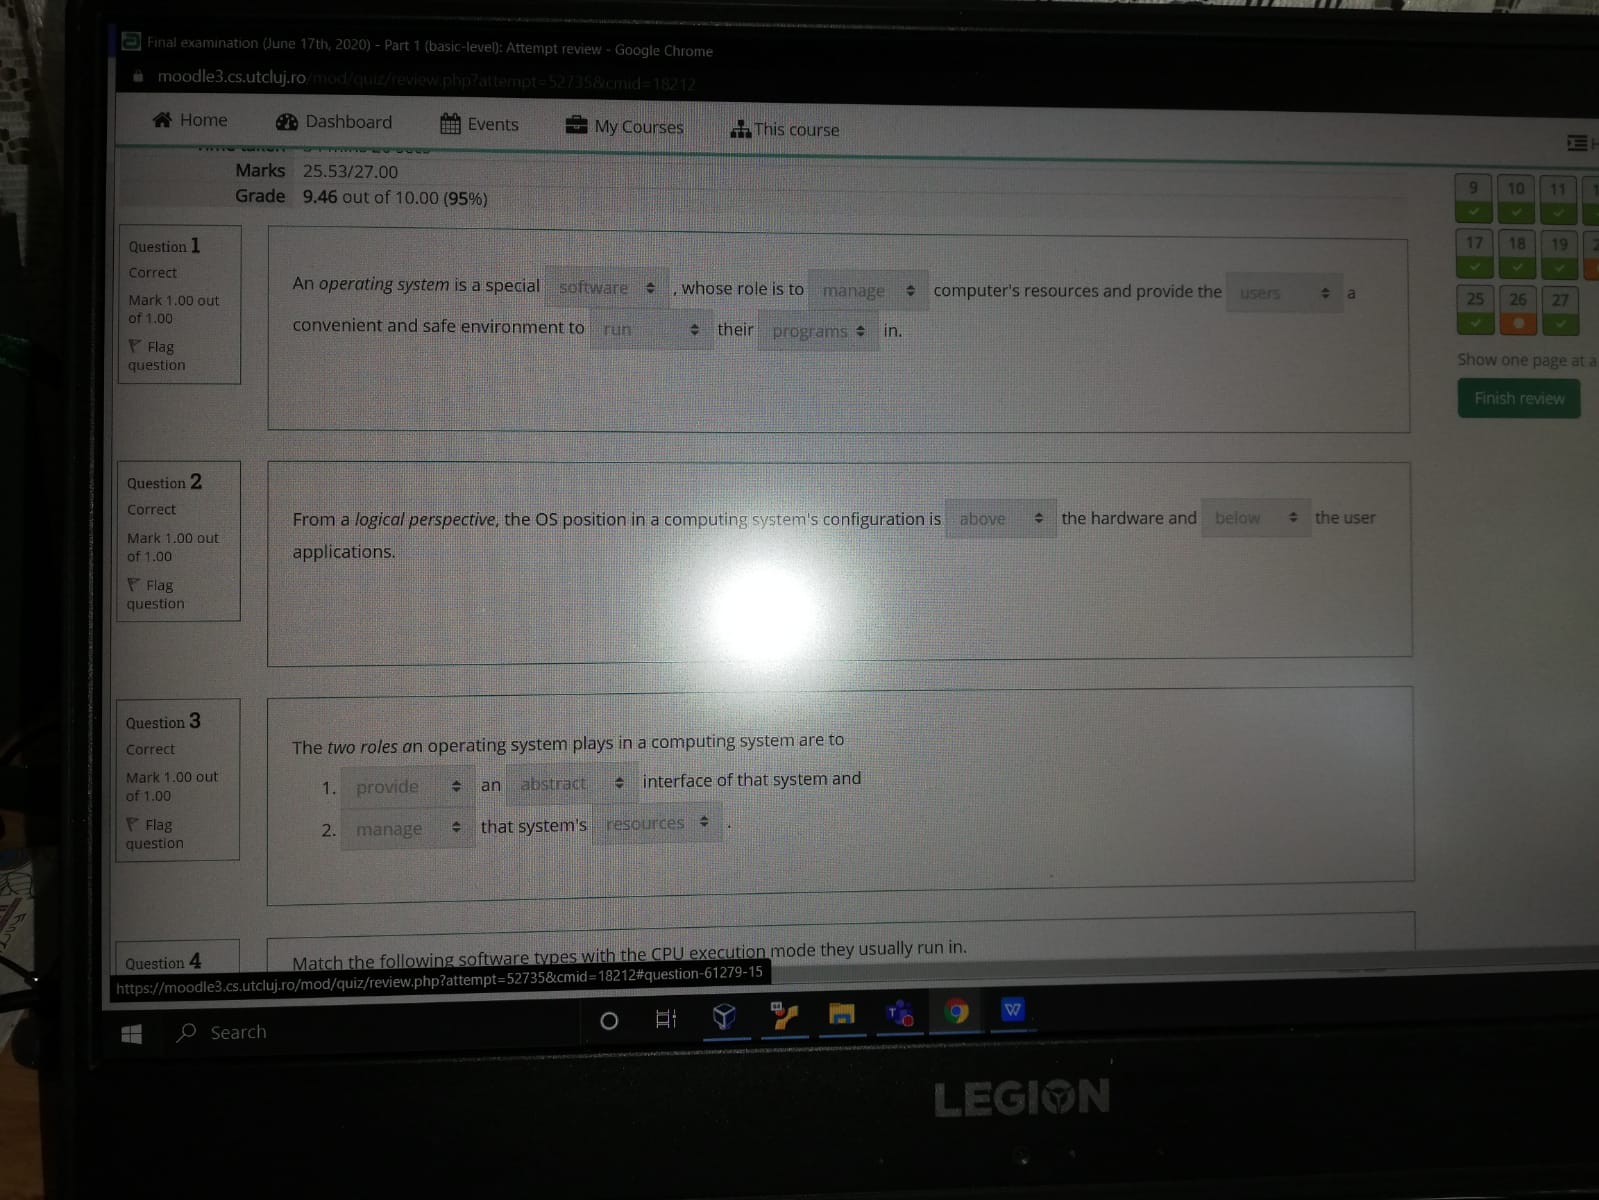 Final examination (June 17th, 2020) - Part 1 (basic-level): Attempt review - Google Chrome
moodle3.cs.utcluj.ro/mod/quiz/review.php?attempt=52735&cmid=18212
Home Dashboard Events My Courses This course
Marks 25.53/27.00
Grade 9.46 out of 10.00 (95%)
9 10 11
17 18 19
25 26 27
Show one page at a
Finish review
Question 1
Correct
Mark 1.00 out
of 1.00
Flag
question
An operating system is a special software , whose role is to manage computer's resources and provide the users a
convenient and safe environment to run their programs in.
Question 2
Correct
Mark 1.00 out
of 1.00
Flag
question
From a logical perspective, the OS position in a computing system's configuration is above the hardware and below the user
applications.
Question 3
Correct
Mark 1.00 out
of 1.00
Flag
question
The two roles an operating system plays in a computing system are to
1. provide an abstract interface of that system and
2. manage that system's resources .
Question 4
Match the following software types with the CPU execution mode they usually run in.
https://moodle3.cs.utcluj.ro/mod/quiz/review.php?attempt=52735&cmid=18212#question-61279-15
Search
LEGION